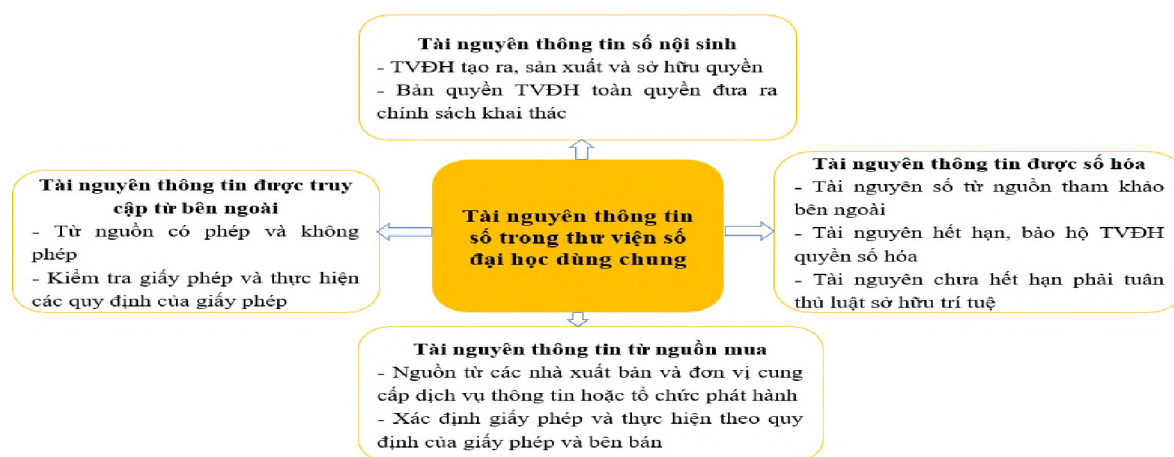 Tài nguyên thông tin số nội sinh
- TVĐH tạo ra, sản xuất và sở hữu quyền
- Bản quyền TVĐH toàn quyền đưa ra
chính sách khai thác
Tài nguyên thông tin được truy
cập từ bên ngoài
- Từ nguồn có phép và không
phép
- Kiểm tra giấy phép và thực hiện
các quy định của giấy phép
Tài nguyên thông tin
số trong thư viện số
đại học dùng chung
Tài nguyên thông tin được số hóa
- Tài nguyên số từ nguồn tham khảo
bên ngoài
- Tài nguyên hết hạn, bảo hộ TVĐH
quyền số hóa
- Tài nguyên chưa hết hạn phải tuân
thủ luật sở hữu trí tuệ
Tài nguyên thông tin từ nguồn mua
- Nguồn từ các nhà xuất bản và đơn vị cung
cấp dịch vụ thông tin hoặc tổ chức phát hành
- Xác định giấy phép và thực hiện theo quy
định của giấy phép và bên bán